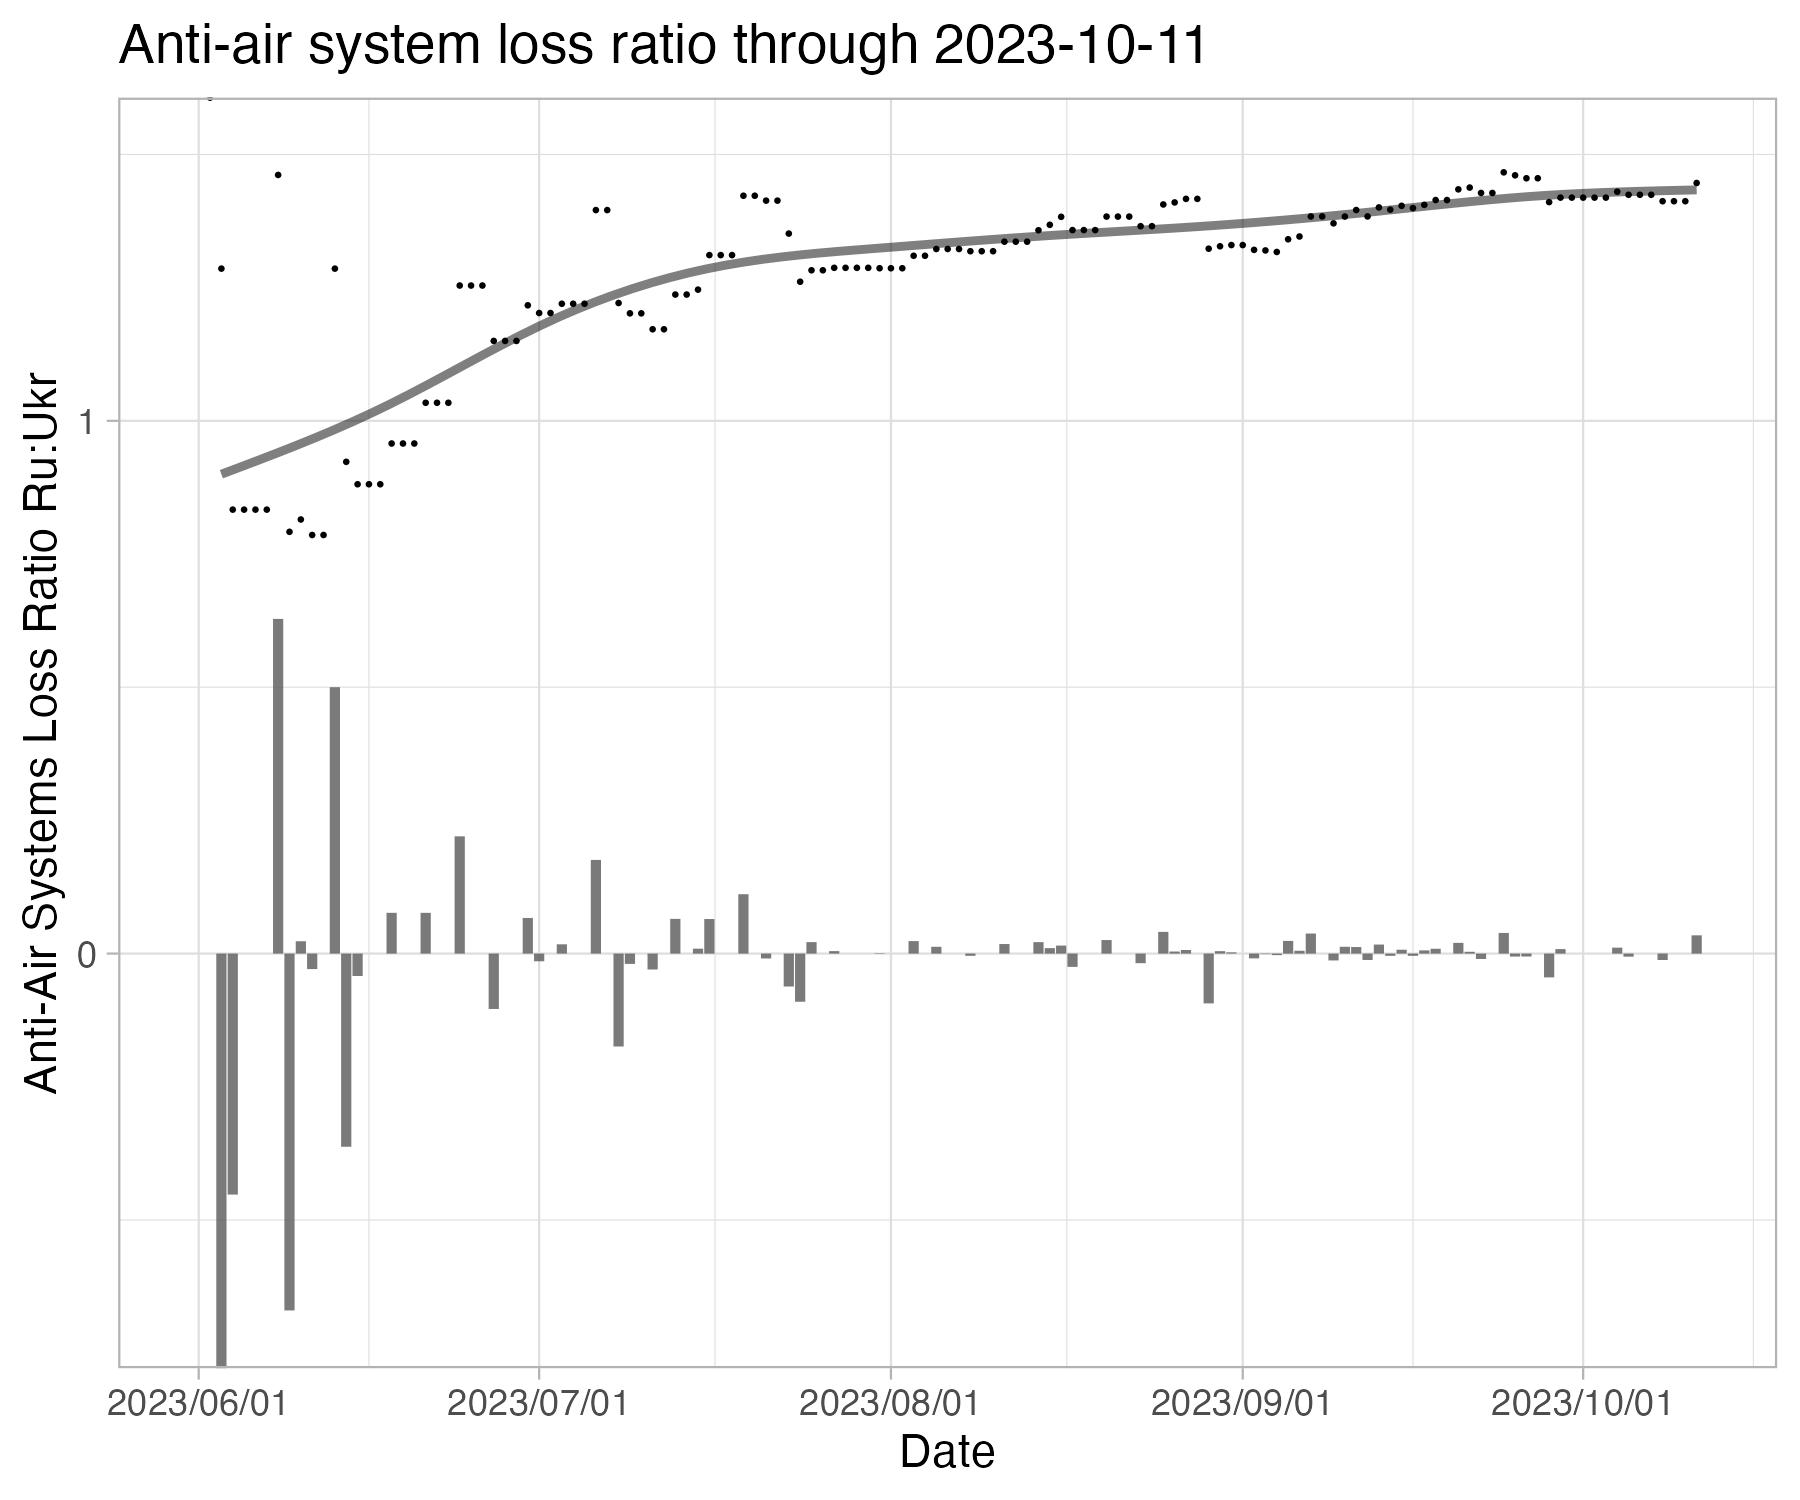 Anti-air system loss ratio through 2023-10-11
Anti-Air Systems Loss Ratio Ru:Ukr
1
0
2023/06/01 2023/07/01 2023/08/01 2023/09/01 2023/10/01
Date